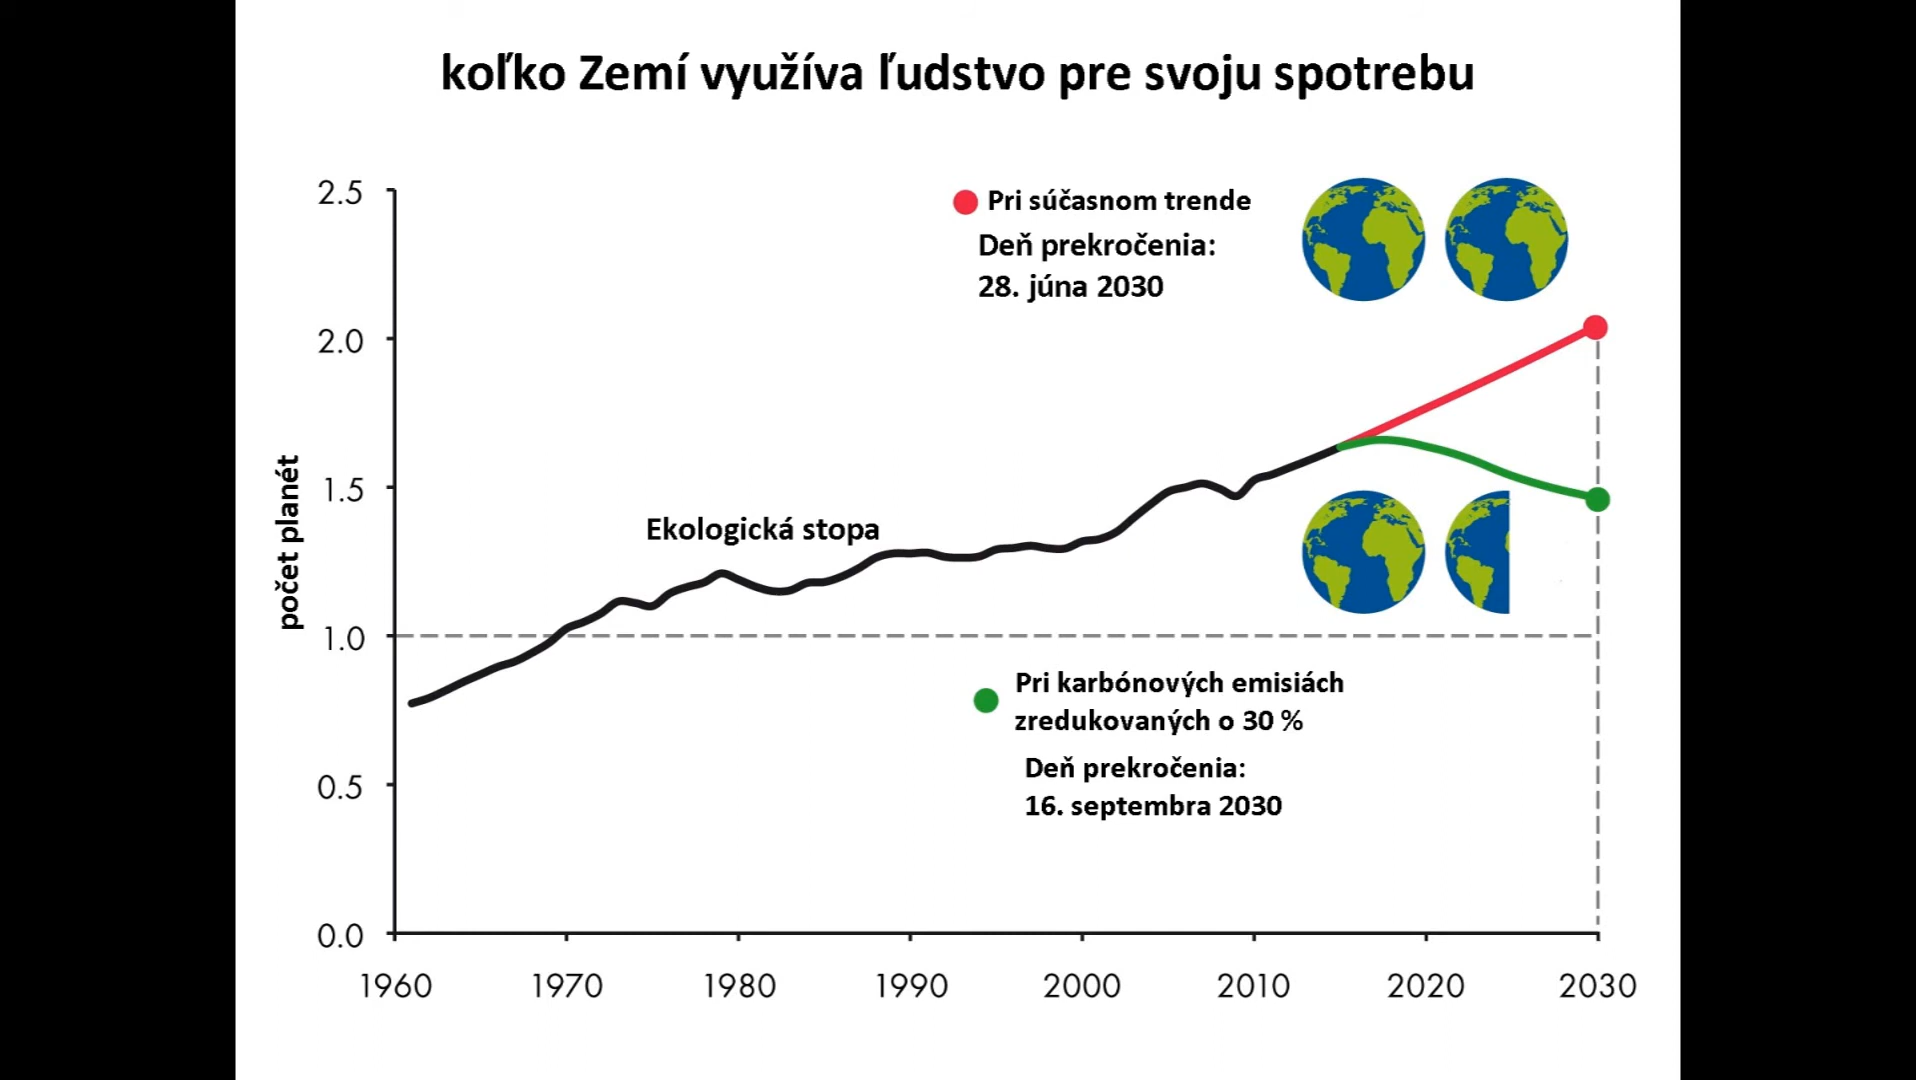 koľko Zemí využíva ľudstvo pre svoju spotrebu
Pri súčasnom trende
Deň prekročenia:
28. júna 2030
Ekologická stopa
Pri karbónových emisiách
zredukovaných o 30 %
Deň prekročenia:
16. septembra 2030
počet planét
2.5
2.0
1.5
1.0
0.5
0.0
1960 1970 1980 1990 2000 2010 2020 2030